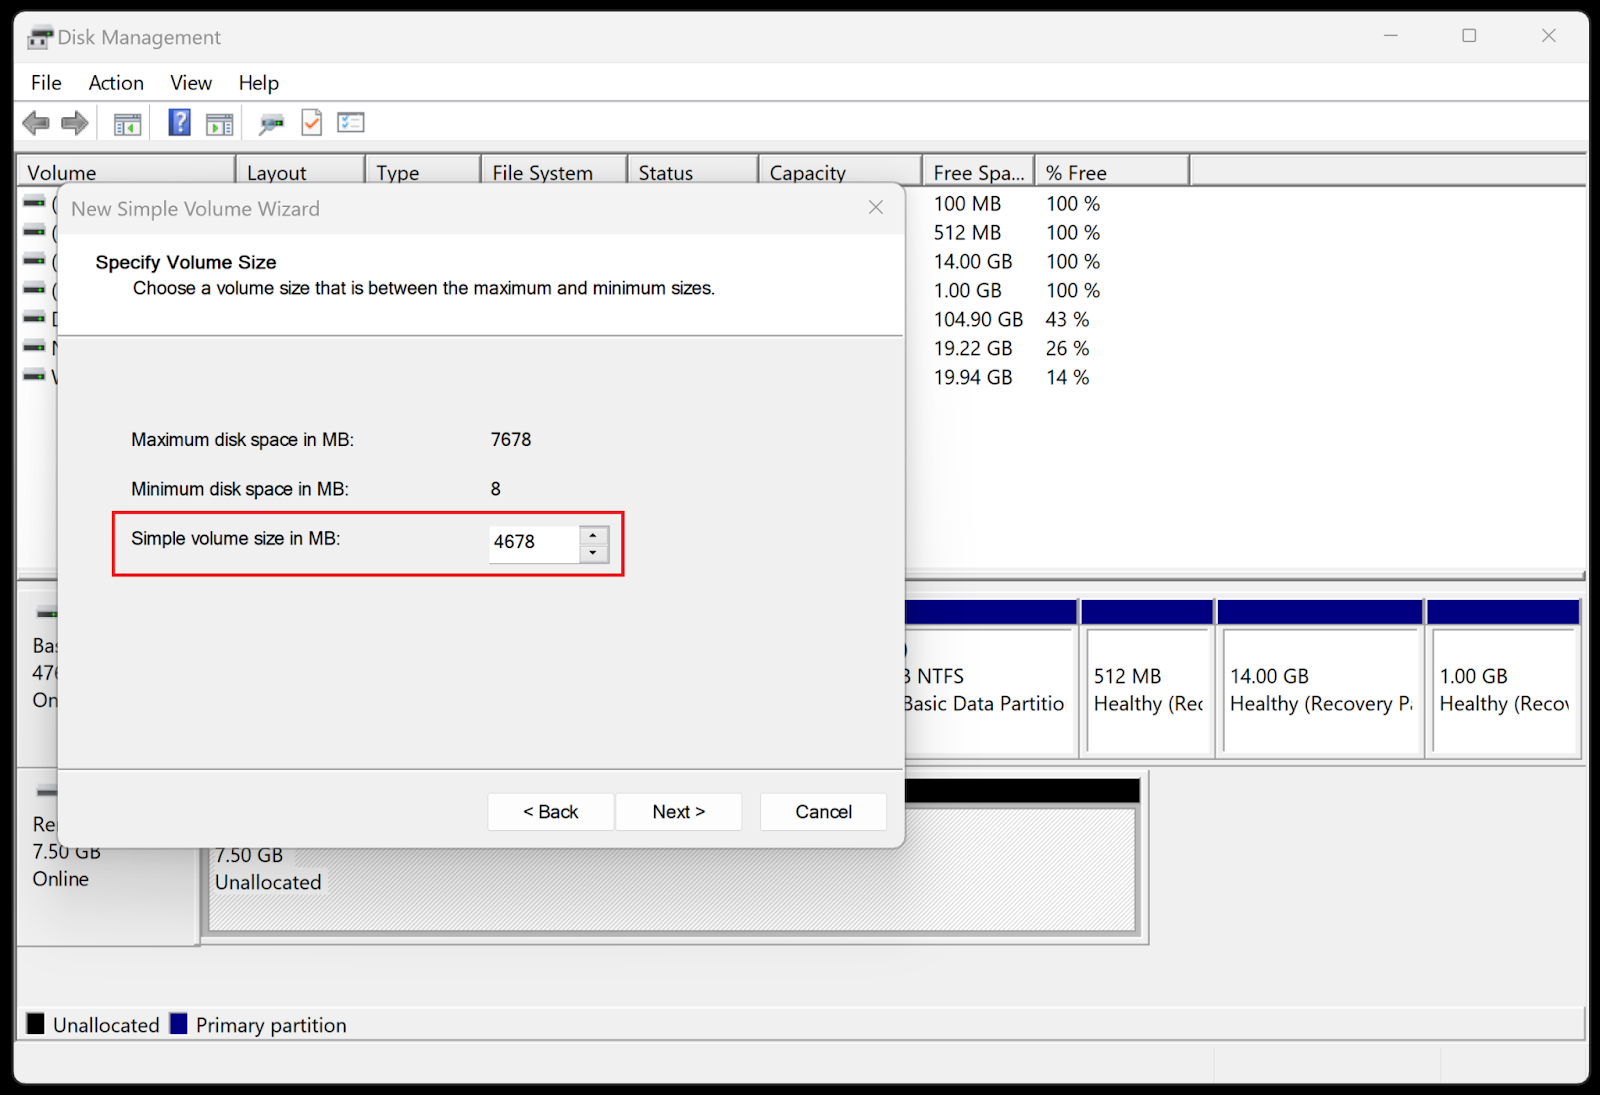 Disk Management
File Action View Help
Volume Layout Type File System Status Capacity Free Spa... % Free
100 MB 100 %
512 MB 100 %
14.00 GB 100 %
1.00 GB 100 %
104.90 GB 43 %
19.22 GB 26 %
19.94 GB 14 %
New Simple Volume Wizard
Specify Volume Size
Choose a volume size that is between the maximum and minimum sizes.
Maximum disk space in MB: 7678
Minimum disk space in MB: 8
Simple volume size in MB: 4678
< Back Next > Cancel
NTFS
Basic Data Partitio
512 MB
Healthy (Rec
14.00 GB
Healthy (Recovery P
1.00 GB
Healthy (Recov
Bas
476
On
Re
7.50 GB
Online
7.50 GB
Unallocated
Unallocated Primary partition